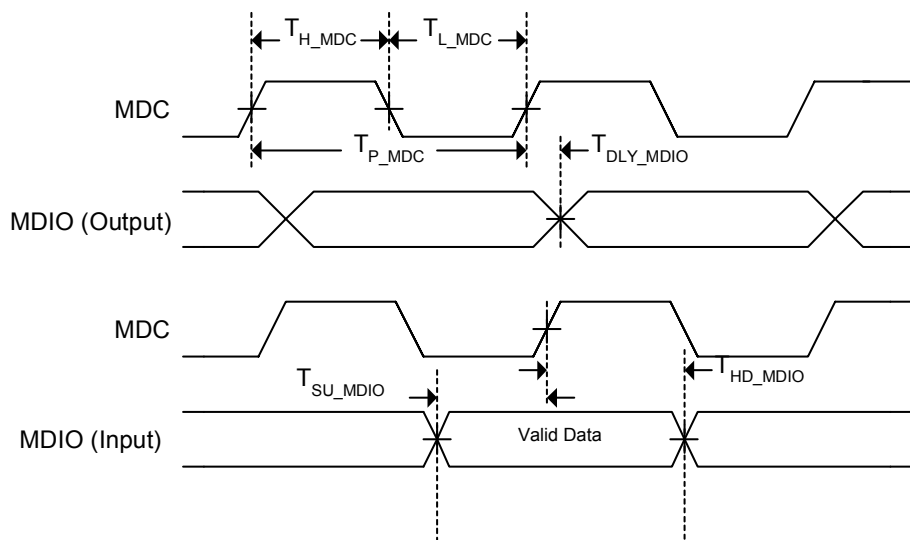 T_H_MDC T_L_MDC
MDC
T_P_MDC T_DLY_MDIO
MDIO (Output)
MDC
T_SU_MDIO T_HD_MDIO
MDIO (Input) Valid Data